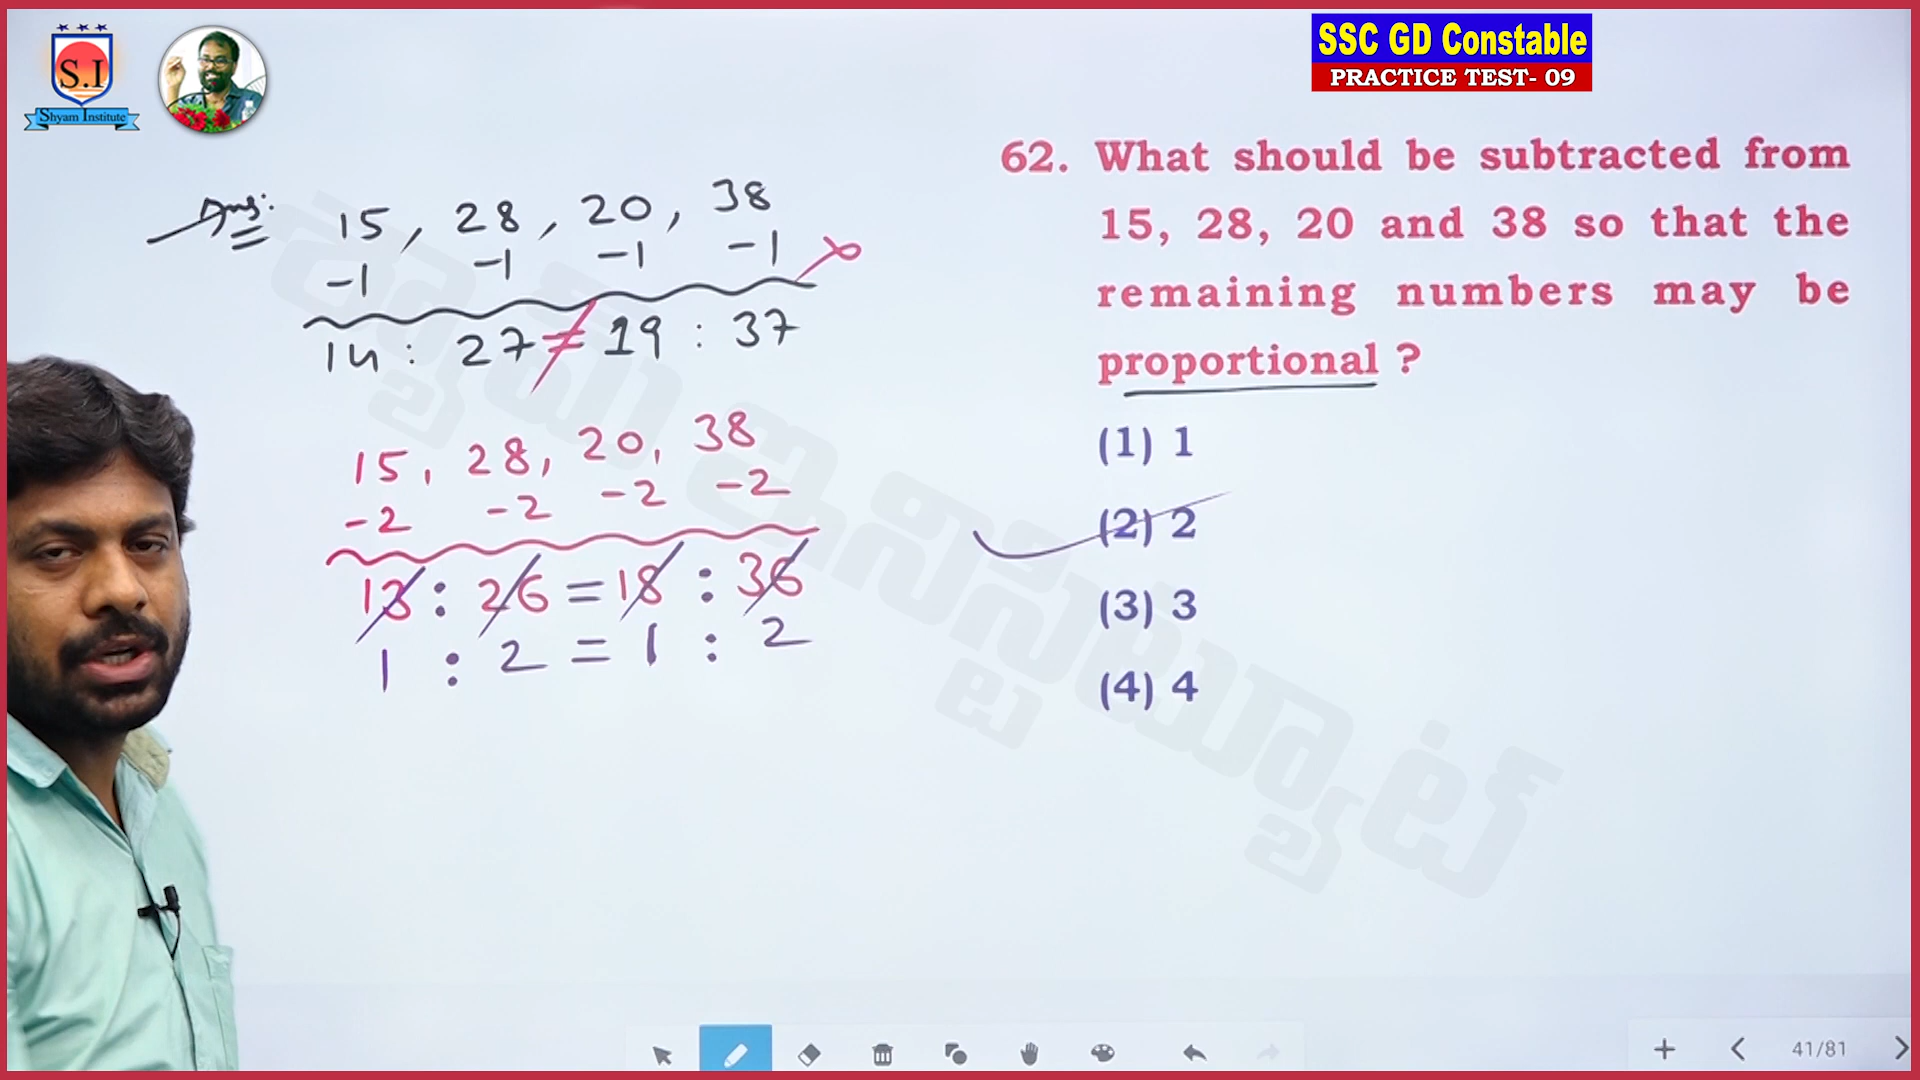 S.I
Shyam Institute
SSC GD Constable
PRACTICE TEST- 09
Ans:
15, 28, 20, 38
-1 -1 -1 -1
14 : 27 ≠ 19 : 37
15, 28, 20, 38
-2 -2 -2 -2
13 : 26 = 18 : 36
1 : 2 = 1 : 2
62. What should be subtracted from
15, 28, 20 and 38 so that the
remaining numbers may be
proportional ?
(1) 1
(2) 2
(3) 3
(4) 4
శ్యామ్ ఇన్స్టిట్యూట్
41/81